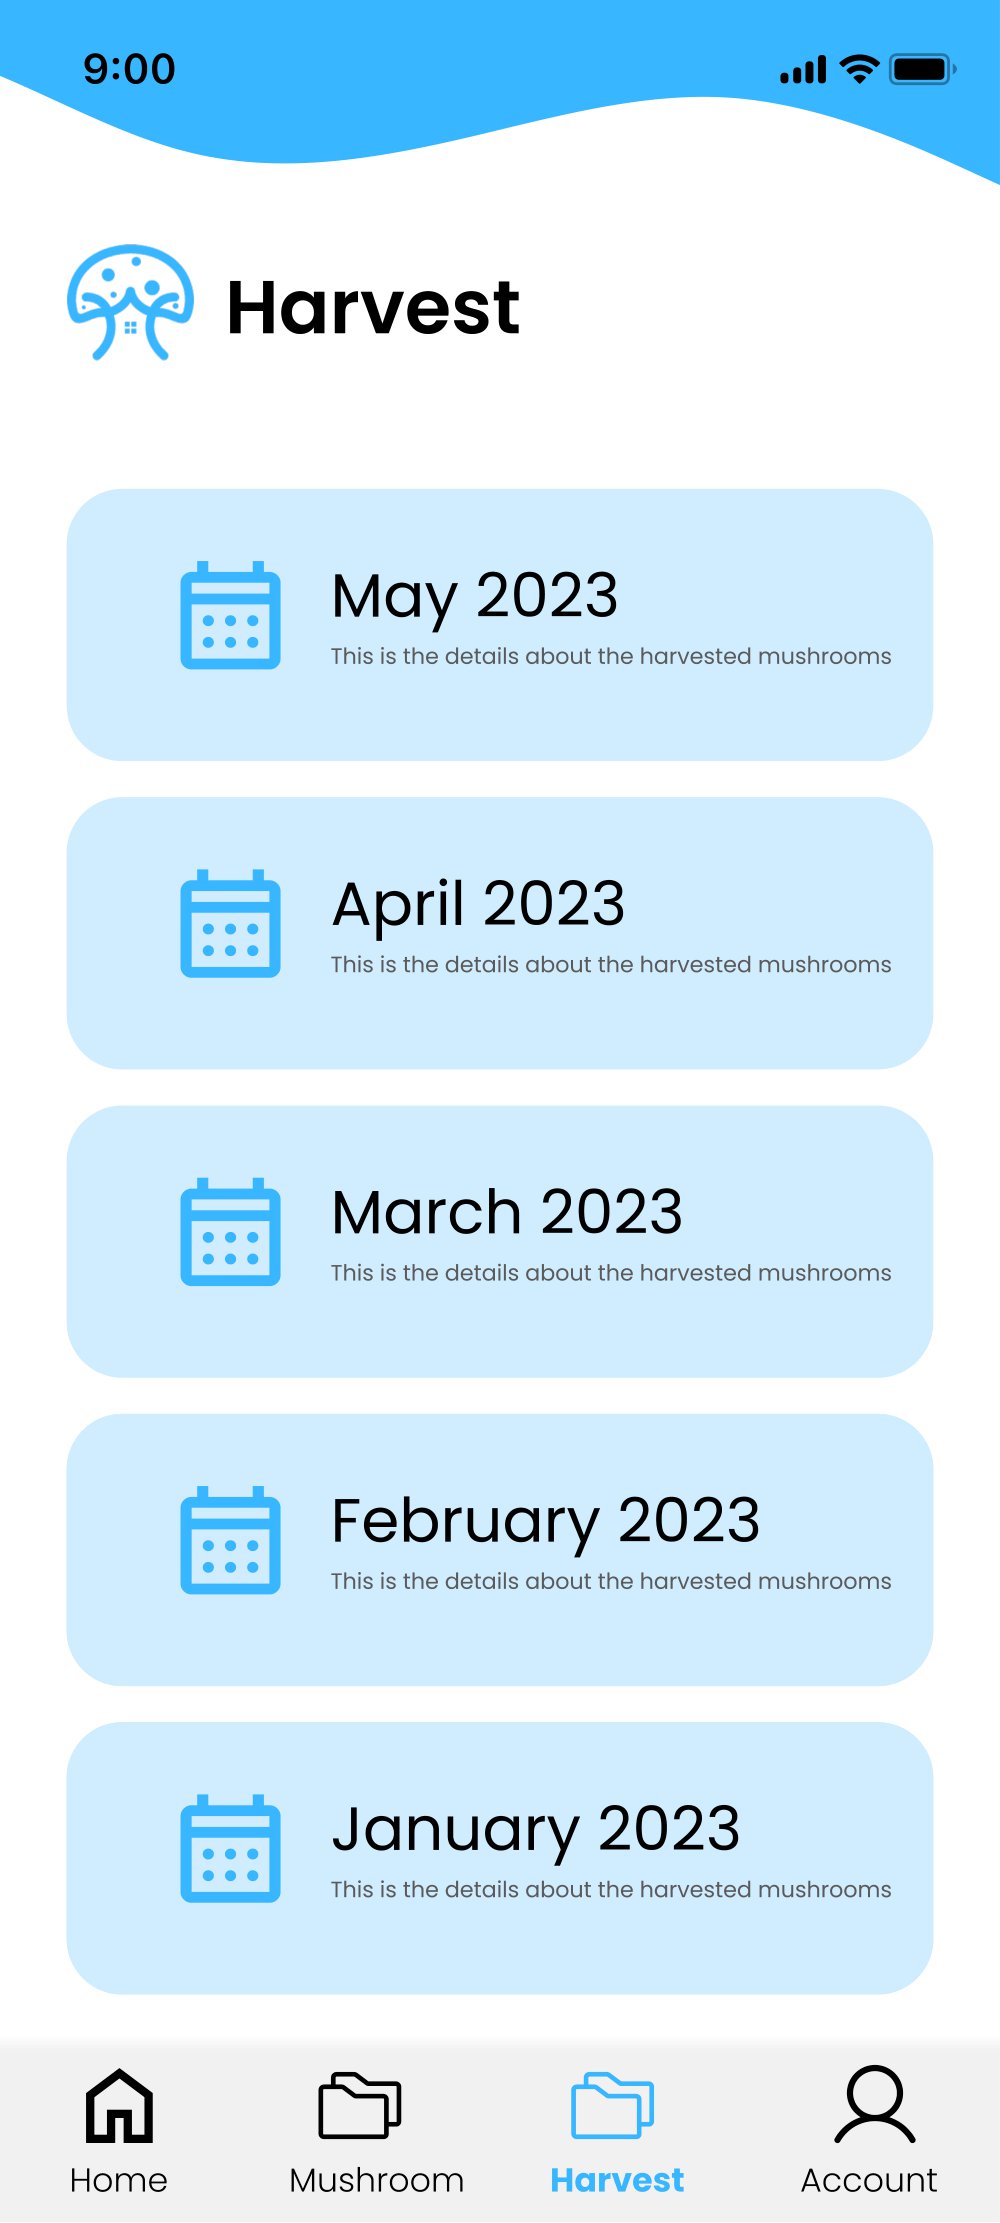 9:00
Harvest
May 2023
This is the details about the harvested mushrooms
April 2023
This is the details about the harvested mushrooms
March 2023
This is the details about the harvested mushrooms
February 2023
This is the details about the harvested mushrooms
January 2023
This is the details about the harvested mushrooms
Home Mushroom Harvest Account